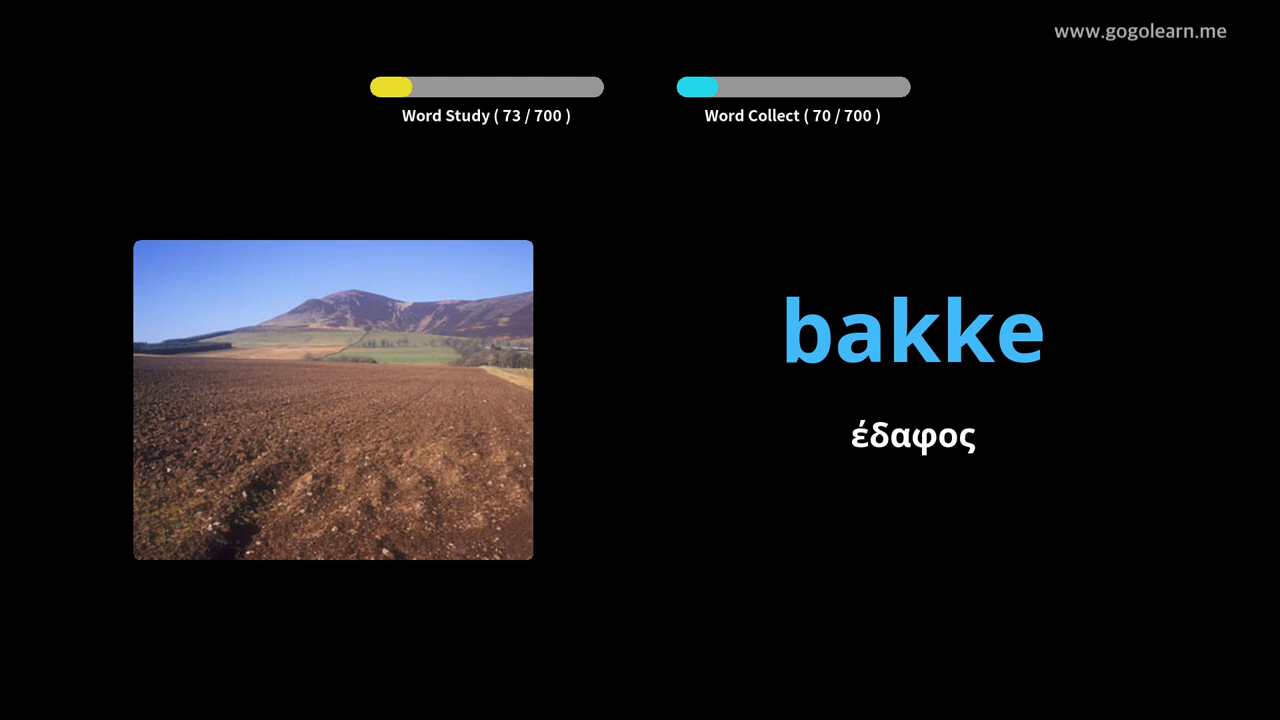 www.gogolearn.me
Word Study ( 73 / 700 )
Word Collect ( 70 / 700 )
bakke
έδαφος